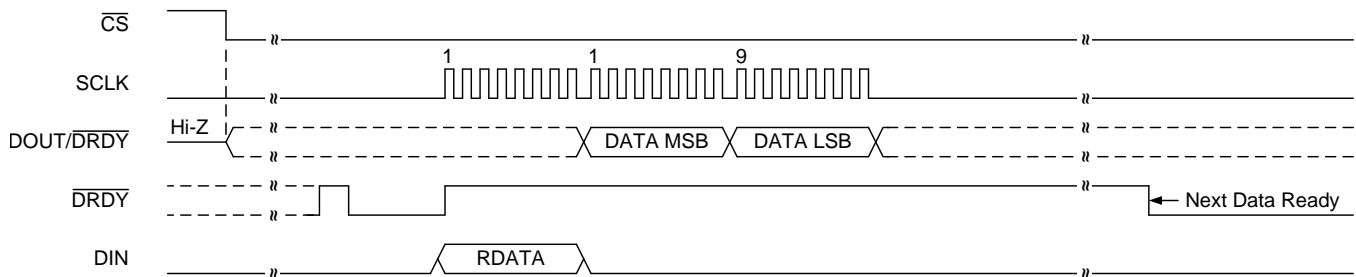 CS
1 1 9
SCLK
Hi-Z
DOUT/DRDY DATA MSB DATA LSB
DRDY Next Data Ready
DIN RDATA